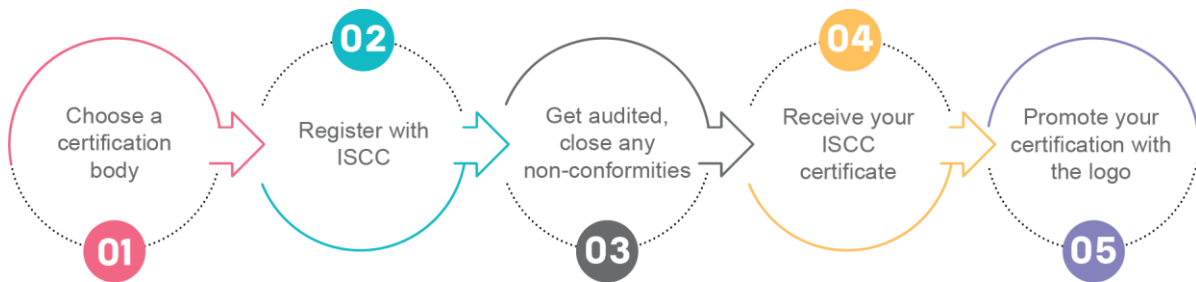 01
Choose a
certification
body
02
Register with
ISCC
03
Get audited,
close any
non-conformities
04
Receive your
ISCC
certificate
05
Promote your
certification with
the logo